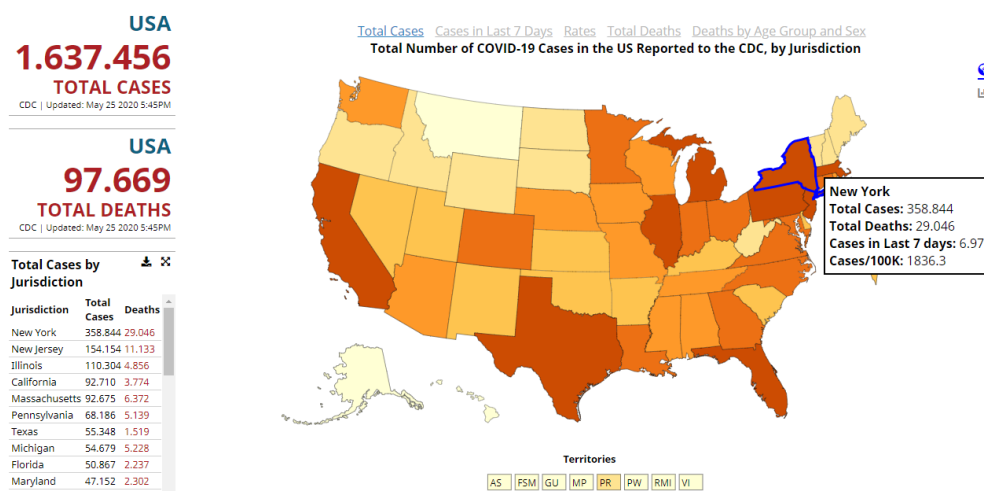 USA
1.637.456
TOTAL CASES
CDC | Updated: May 25 2020 5:45PM
USA
97.669
TOTAL DEATHS
CDC | Updated: May 25 2020 5:45PM
Total Cases by
Jurisdiction
Jurisdiction Total Cases Deaths
New York 358.844 29.046
New Jersey 154.154 11.133
Illinois 110.304 4.856
California 92.710 3.774
Massachusetts 92.675 6.372
Pennsylvania 68.186 5.139
Texas 55.348 1.519
Michigan 54.679 5.228
Florida 50.867 2.237
Maryland 47.152 2.302
Total Cases Cases in Last 7 Days Rates Total Deaths Deaths by Age Group and Sex
Total Number of COVID-19 Cases in the US Reported to the CDC, by Jurisdiction
New York
Total Cases: 358.844
Total Deaths: 29.046
Cases in Last 7 days: 6.97
Cases/100K: 1836.3
Territories
AS FSM GU MP PR PW RMI VI